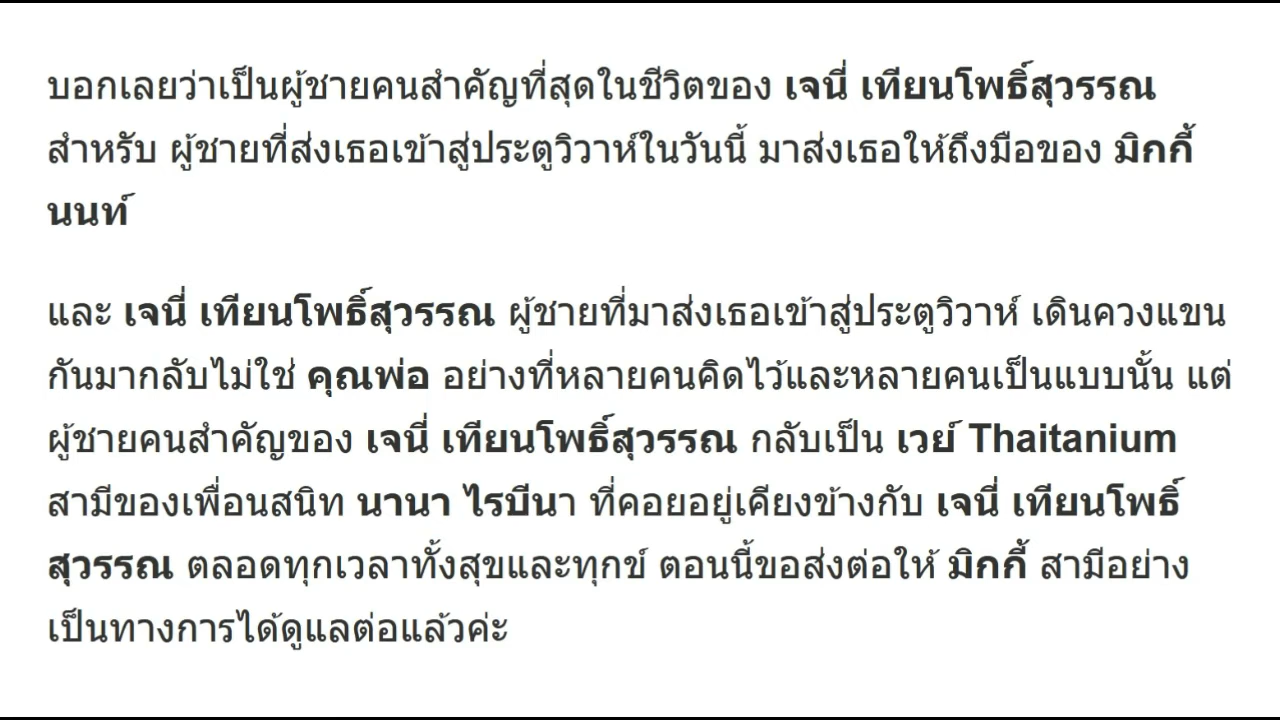 บอกเลยว่าเป็นผู้ชายคนสำคัญที่สุดในชีวิตของ เจนี่ เทียนโพธิ์สุวรรณ
สำหรับ ผู้ชายที่ส่งเธอเข้าสู่ประตูวิวาห์ในวันนี้ มาส่งเธอให้ถึงมือของ มิกกี้
นนท์
และ เจนี่ เทียนโพธิ์สุวรรณ ผู้ชายที่มาส่งเธอเข้าสู่ประตูวิวาห์ เดินควงแขน
กันมากลับไม่ใช่ คุณพ่อ อย่างที่หลายคนคิดไว้และหลายคนเป็นแบบนั้น แต่
ผู้ชายคนสำคัญของ เจนี่ เทียนโพธิ์สุวรรณ กลับเป็น เวย์ Thaitanium
สามีของเพื่อนสนิท นานา ไรบีนา ที่คอยอยู่เคียงข้างกับ เจนี่ เทียนโพธิ์
สุวรรณ ตลอดทุกเวลาทั้งสุขและทุกข์ ตอนนี้ขอส่งต่อให้ มิกกี้ สามีอย่าง
เป็นทางการได้ดูแลต่อแล้วค่ะ